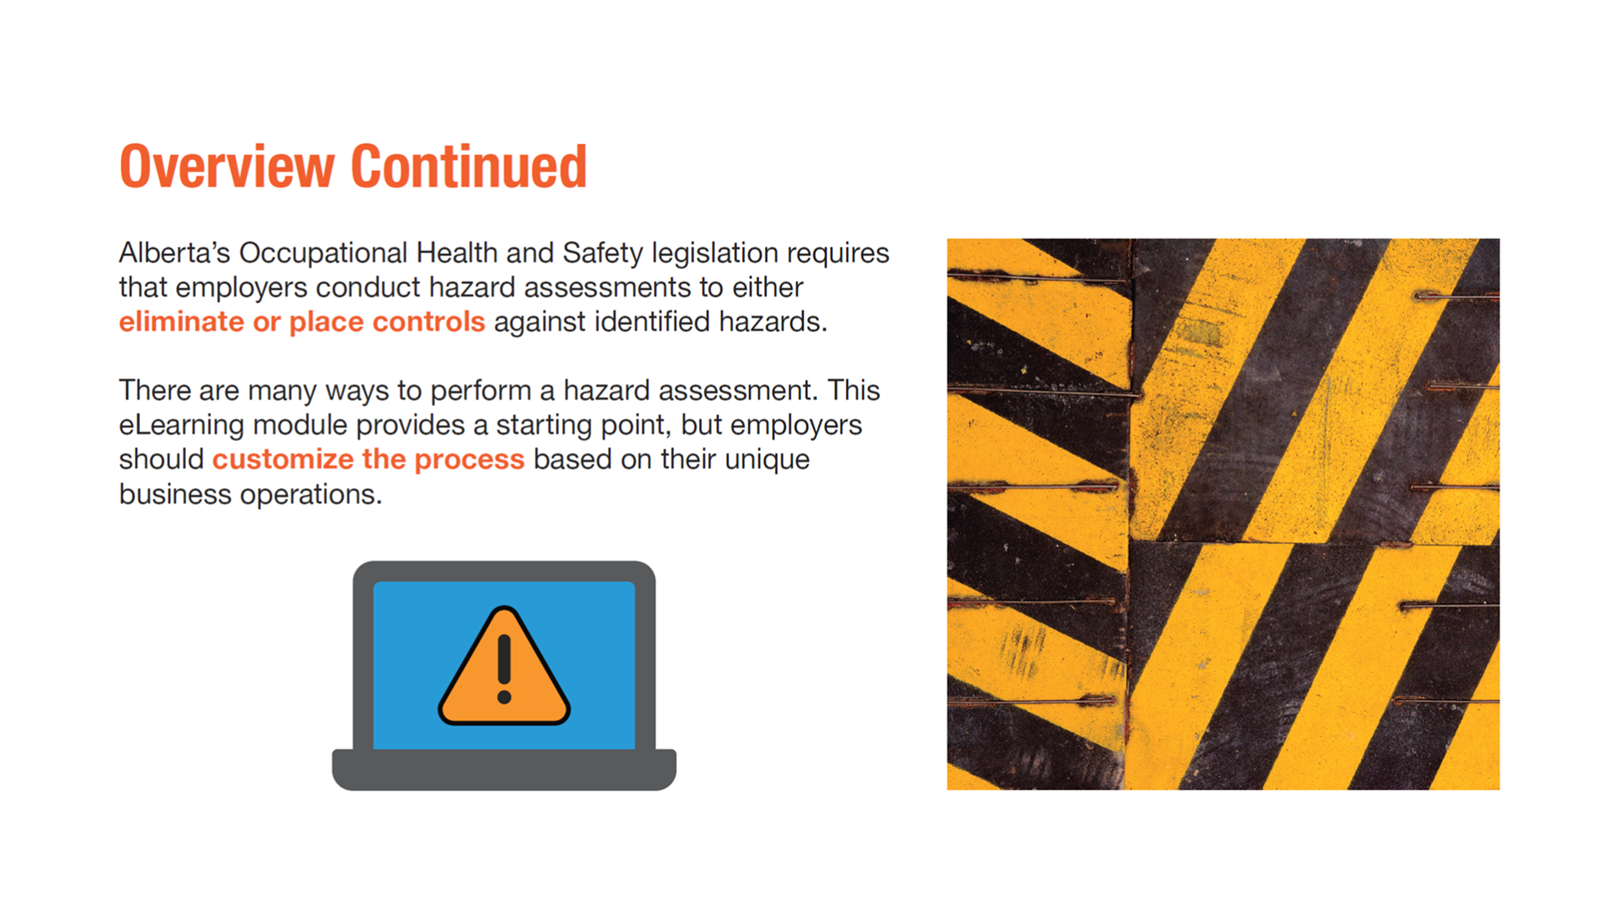 Overview Continued
Alberta’s Occupational Health and Safety legislation requires
that employers conduct hazard assessments to either
eliminate or place controls against identified hazards.
There are many ways to perform a hazard assessment. This
eLearning module provides a starting point, but employers
should customize the process based on their unique
business operations.